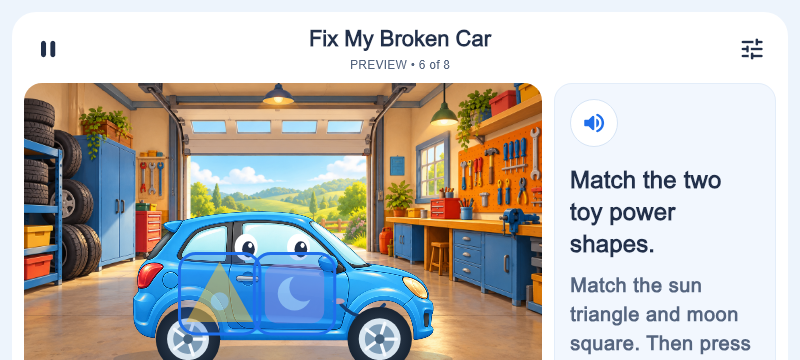 Fix My Broken Car
PREVIEW • 6 of 8
Match the two
toy power
shapes.
Match the sun
triangle and moon
square. Then press